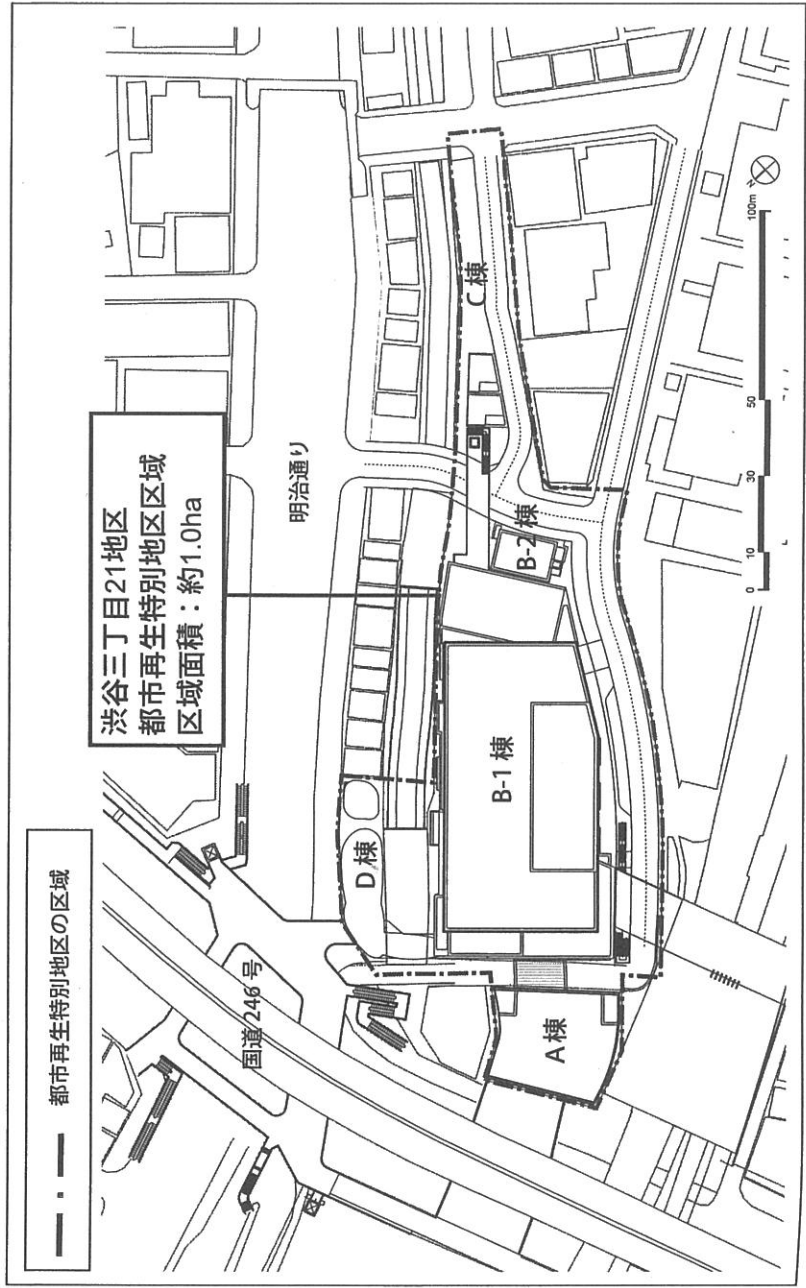 都市再生特別地区の区域
渋谷三丁目21地区
都市再生特別地区区域
区域面積：約1.0ha
明治通り
国道246号
A棟
B-1棟
B-2棟
C棟
D棟
0
10
30
50
100m
N